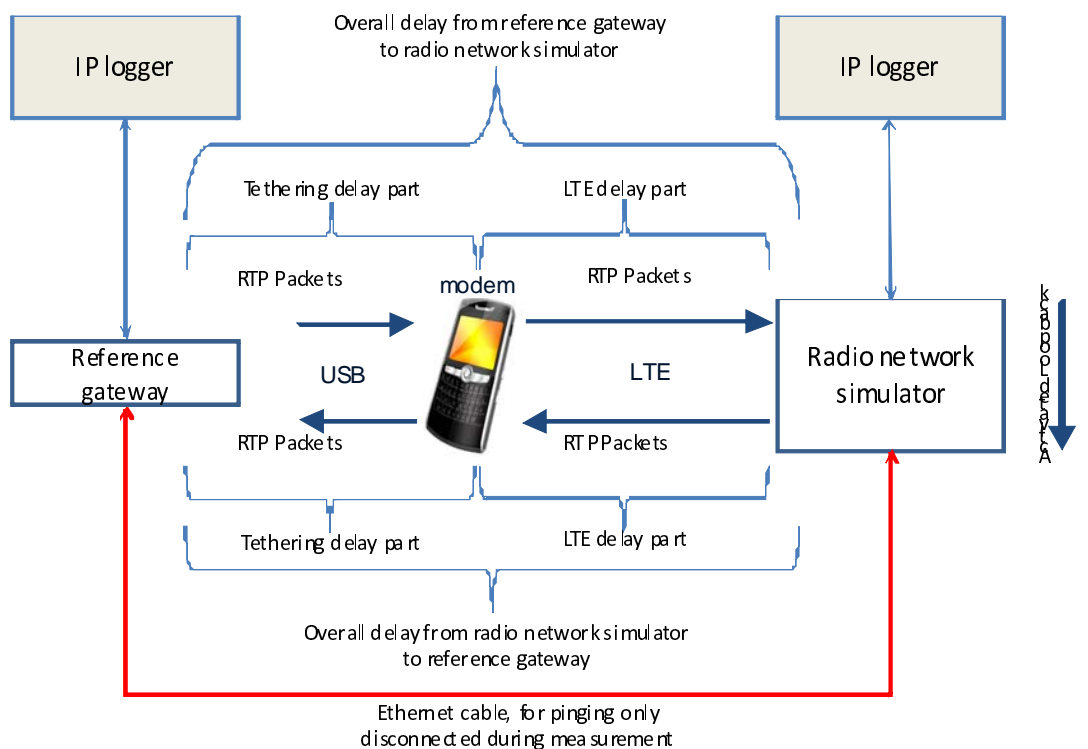 Overall delay from reference gateway
to radio network simulator
IP logger
IP logger
Tethering delay part
LTE delay part
RTP Packets
RTP Packets
modem
Reference
gateway
USB
LTE
Radio network
simulator
Activated Loopback
RTP Packets
RTP Packets
Tethering delay part
LTE delay part
Overall delay from radio network simulator
to reference gateway
Ethernet cable, for pinging only
disconnected during measurement